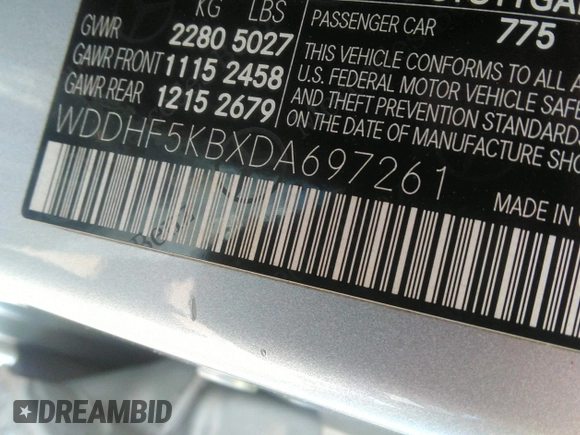 KG LBS
GVWR 2280 5027
GAWR FRONT 1115 2458
GAWR REAR 1215 2679
PASSENGER CAR 775
THIS VEHICLE CONFORMS TO ALL
U.S. FEDERAL MOTOR VEHICLE SAFE
AND THEFT PREVENTION STANDARD
ON THE DATE OF MANUFACTURE SHO
WDDHF5KBXDA697261
MADE IN
DREAMBID